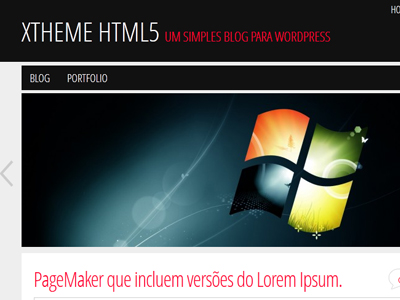 HO
XTHEME HTML5 UM SIMPLES BLOG PARA WORDPRESS
BLOG PORTFOLIO
PageMaker que incluem versões do Lorem Ipsum.